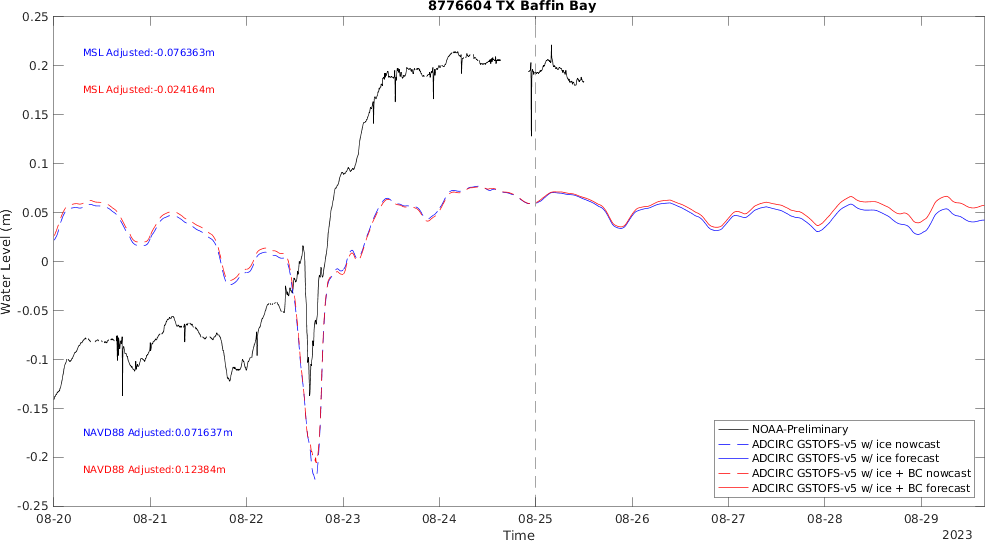 8776604 TX Baffin Bay
0.25
0.2
0.15
0.1
0.05
0
-0.05
-0.1
-0.15
-0.2
-0.25
Water Level (m)
MSL Adjusted:-0.076363m
MSL Adjusted:-0.024164m
NAVD88 Adjusted:0.071637m
NAVD88 Adjusted:0.12384m
NOAA-Preliminary
ADCIRC GSTOFS-v5 w/ ice nowcast
ADCIRC GSTOFS-v5 w/ ice forecast
ADCIRC GSTOFS-v5 w/ ice + BC nowcast
ADCIRC GSTOFS-v5 w/ ice + BC forecast
08-20 08-21 08-22 08-23 08-24 08-25 08-26 08-27 08-28 08-29
Time
2023